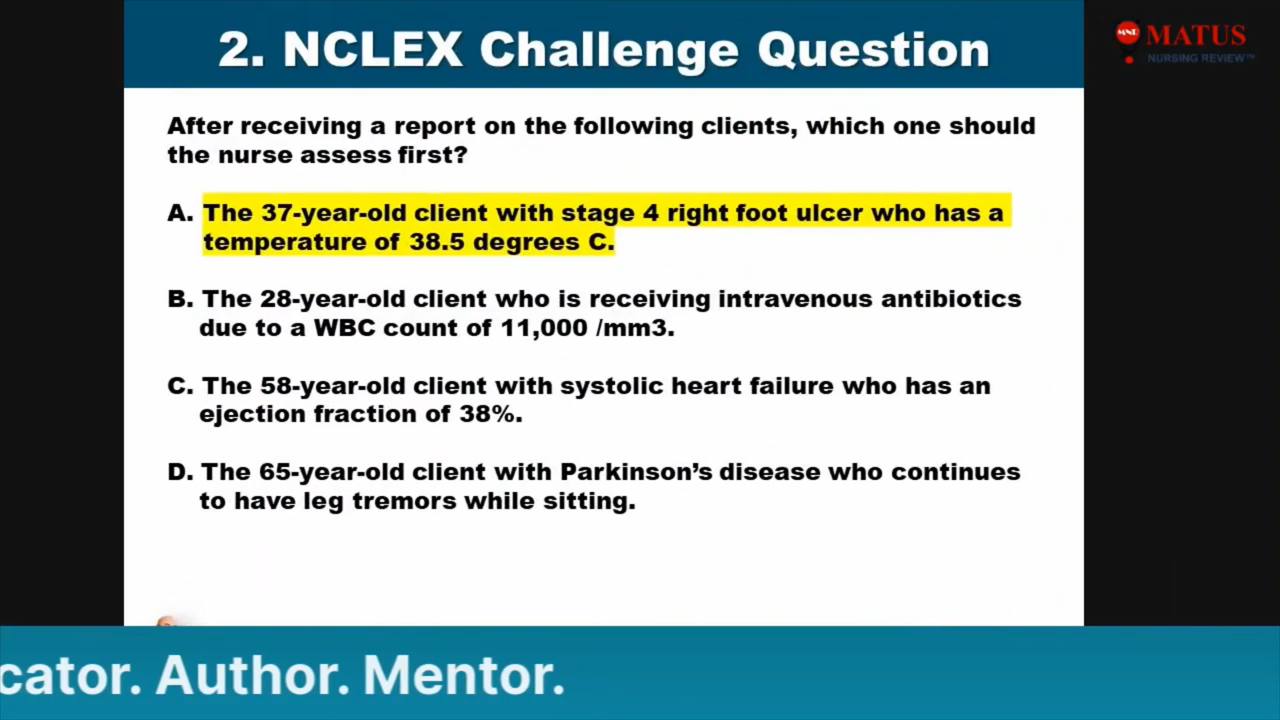 2. NCLEX Challenge Question
MNR MATUS
NURSING REVIEW™
After receiving a report on the following clients, which one should
the nurse assess first?
A. The 37-year-old client with stage 4 right foot ulcer who has a
temperature of 38.5 degrees C.
B. The 28-year-old client who is receiving intravenous antibiotics
due to a WBC count of 11,000 /mm3.
C. The 58-year-old client with systolic heart failure who has an
ejection fraction of 38%.
D. The 65-year-old client with Parkinson’s disease who continues
to have leg tremors while sitting.
cator. Author. Mentor.